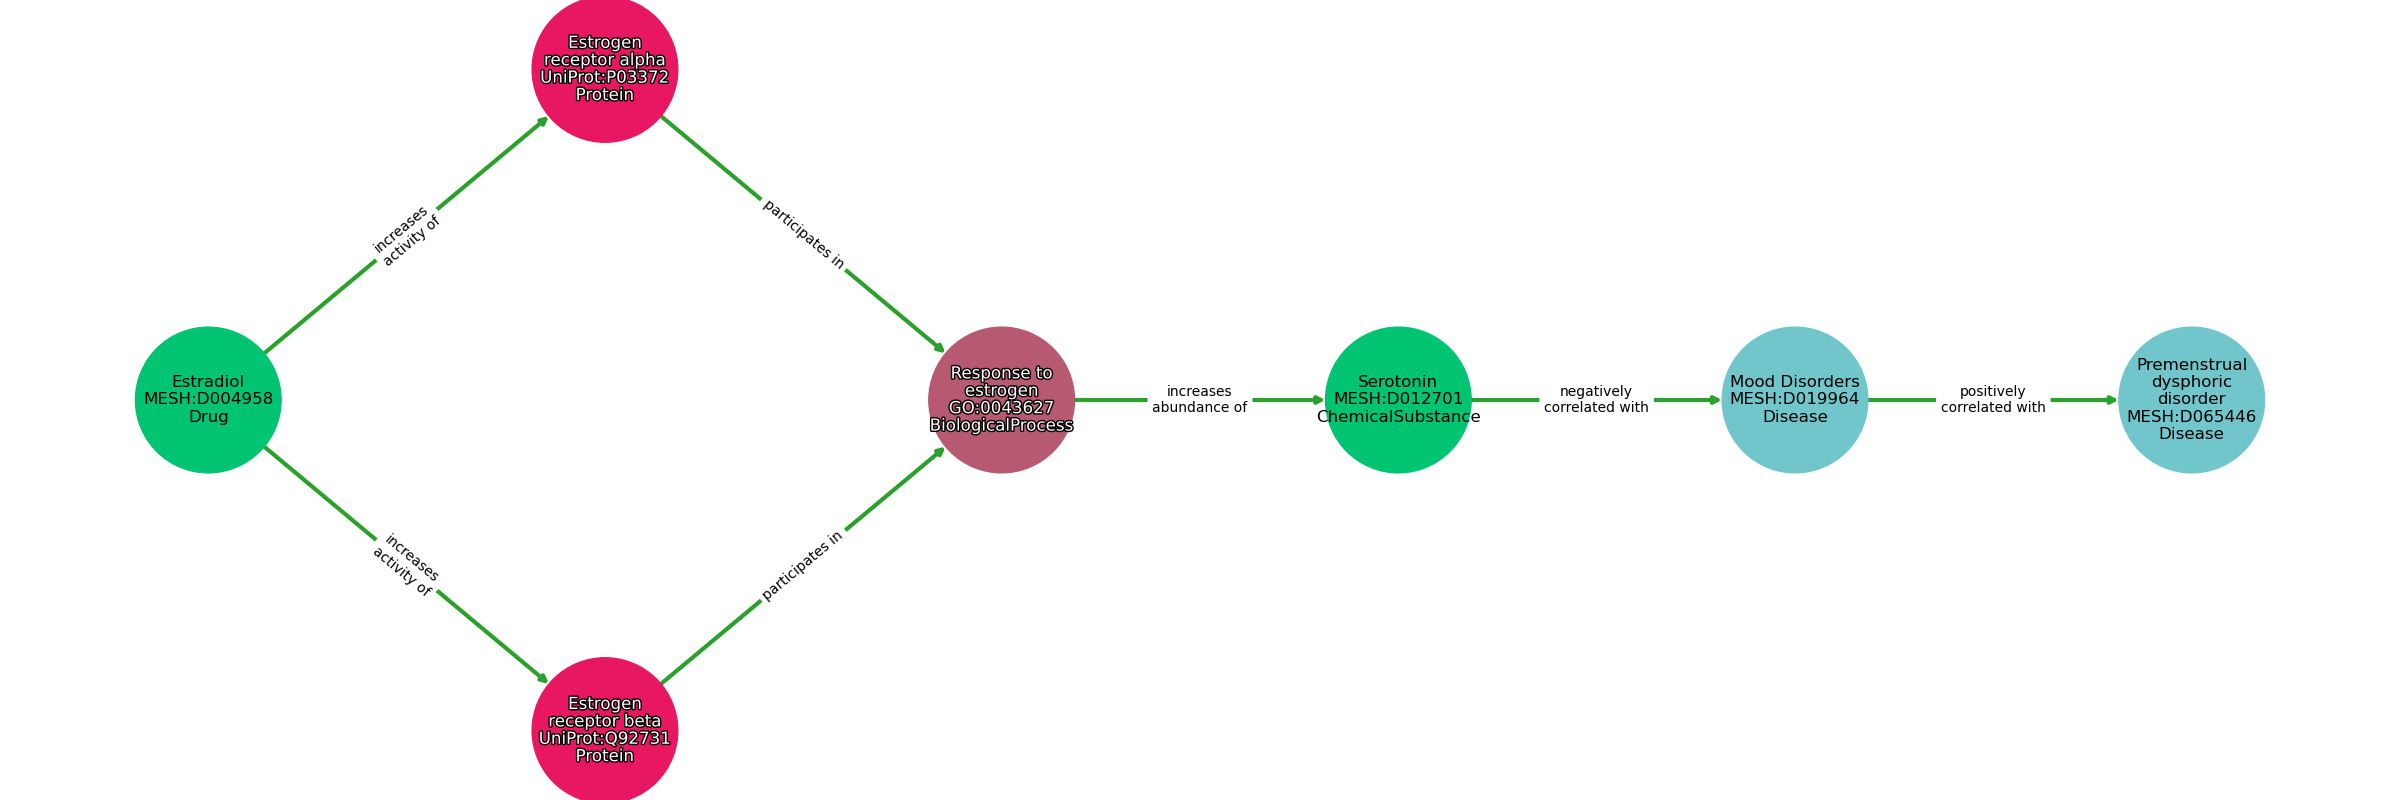 Estrogen
receptor alpha
UniProt:P03372
Protein
increases
activity of
participates in
Estradiol
MESH:D004958
Drug
Response to
estrogen
GO:0043627
BiologicalProcess
increases
abundance of
Serotonin
MESH:D012701
ChemicalSubstance
negatively
correlated with
Mood Disorders
MESH:D019964
Disease
positively
correlated with
Premenstrual
dysphoric
disorder
MESH:D065446
Disease
increases
activity of
participates in
Estrogen
receptor beta
UniProt:Q92731
Protein